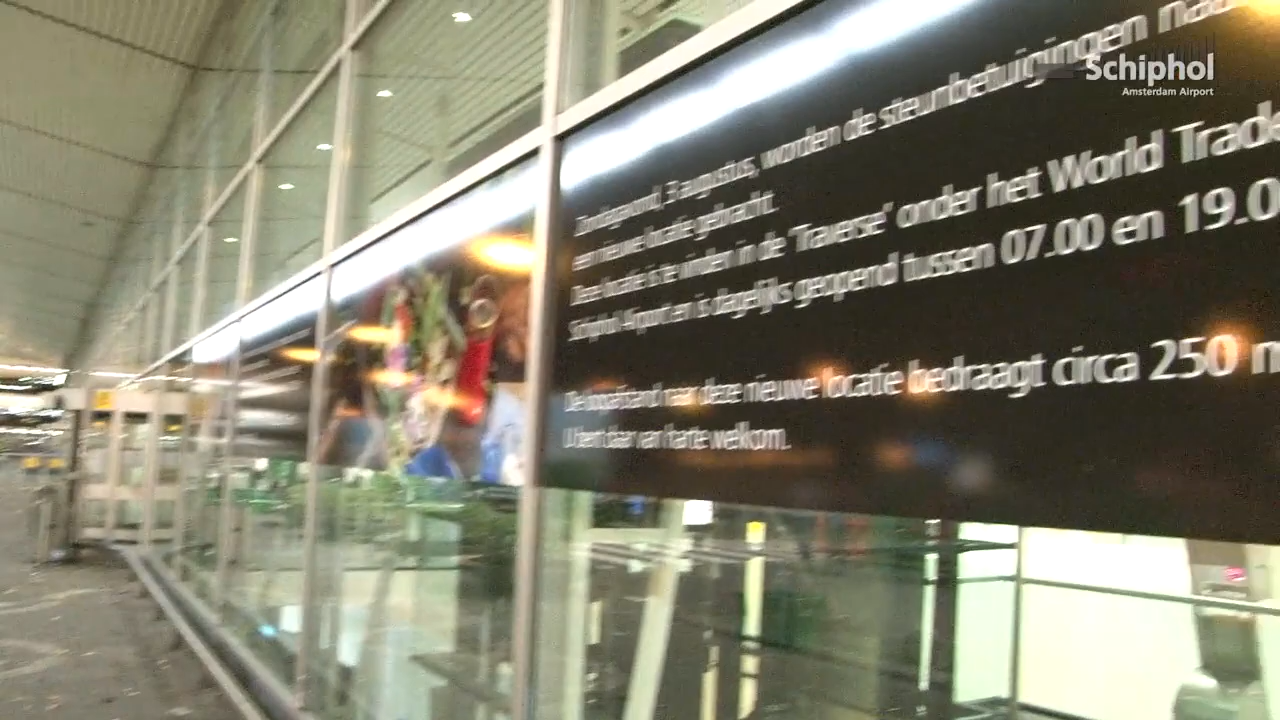 Schiphol
Amsterdam Airport
Zondagavond, 3 augustus, worden de steunbetuigingen naar
een nieuwe locatie gebracht.
Deze locatie is te vinden in de "Traverse" onder het World Trade
Schiphol Airport en is dagelijks geopend tussen 07.00 en 19.0
De loopafstand naar deze nieuwe locatie bedraagt circa 250 m
U bent daar van harte welkom.